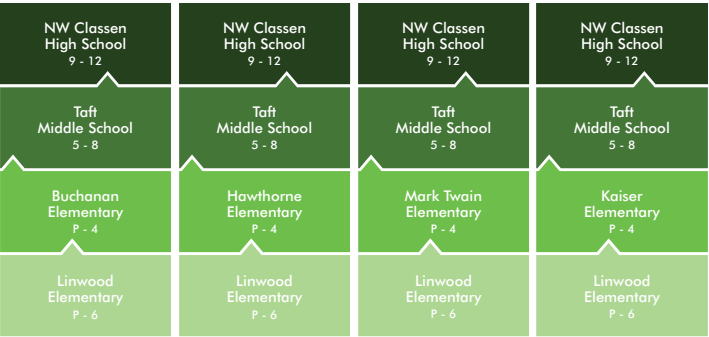 NW Classen
High School
9 - 12
Taft
Middle School
5 - 8
Buchanan
Elementary
P - 4
Linwood
Elementary
P - 6
NW Classen
High School
9 - 12
Taft
Middle School
5 - 8
Hawthorne
Elementary
P - 4
Linwood
Elementary
P - 6
NW Classen
High School
9 - 12
Taft
Middle School
5 - 8
Mark Twain
Elementary
P - 4
Linwood
Elementary
P - 6
NW Classen
High School
9 - 12
Taft
Middle School
5 - 8
Kaiser
Elementary
P - 4
Linwood
Elementary
P - 6